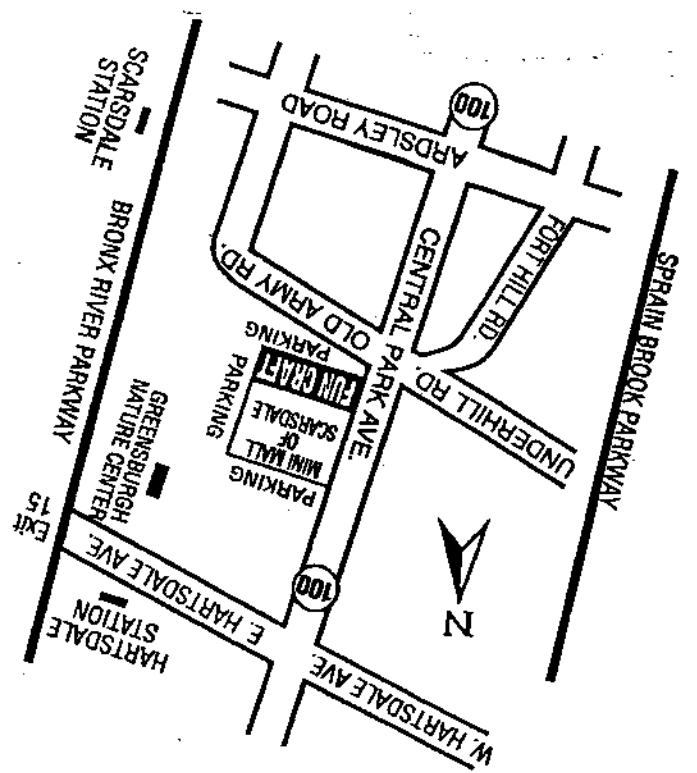 W. HARTSDALE AVE.
HARTSDALE
STATION
E. HARTSDALE AVE.
N
100
Exit
15
GREENSBURGH
NATURE CENTER
PARKING
MINI MALL
OF
SCARSDALE
FUN CRAFT
PARKING
PARKING
UNDERHILL RD.
CENTRAL PARK AVE.
OLD ARMY RD.
FORT HILL RD.
SPRAIN BROOK PARKWAY
BRONX RIVER PARKWAY
ARDSLEY ROAD
100
SCARSDALE
STATION